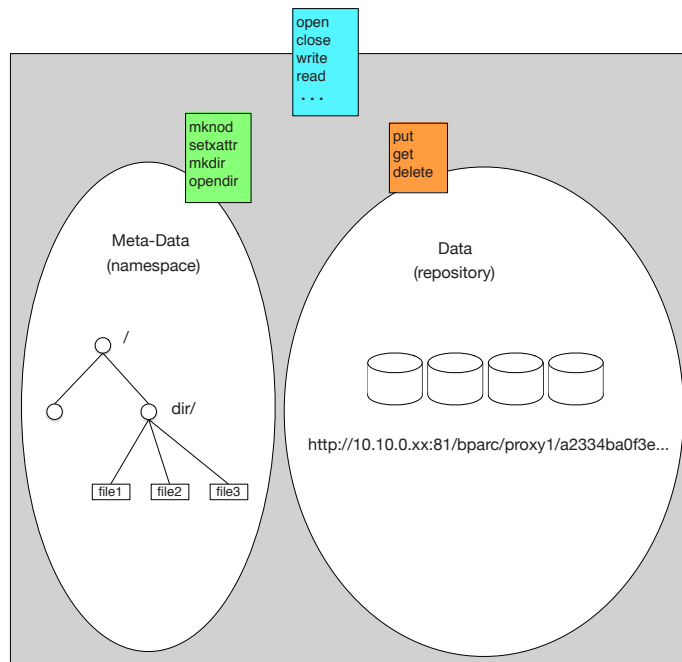 open
close
write
read
. . .
mknod
setxattr
mkdir
opendir
put
get
delete
Meta-Data
(namespace)
Data
(repository)
/
dir/
file1 file2 file3
http://10.10.0.xx:81/bparc/proxy1/a2334ba0f3e...